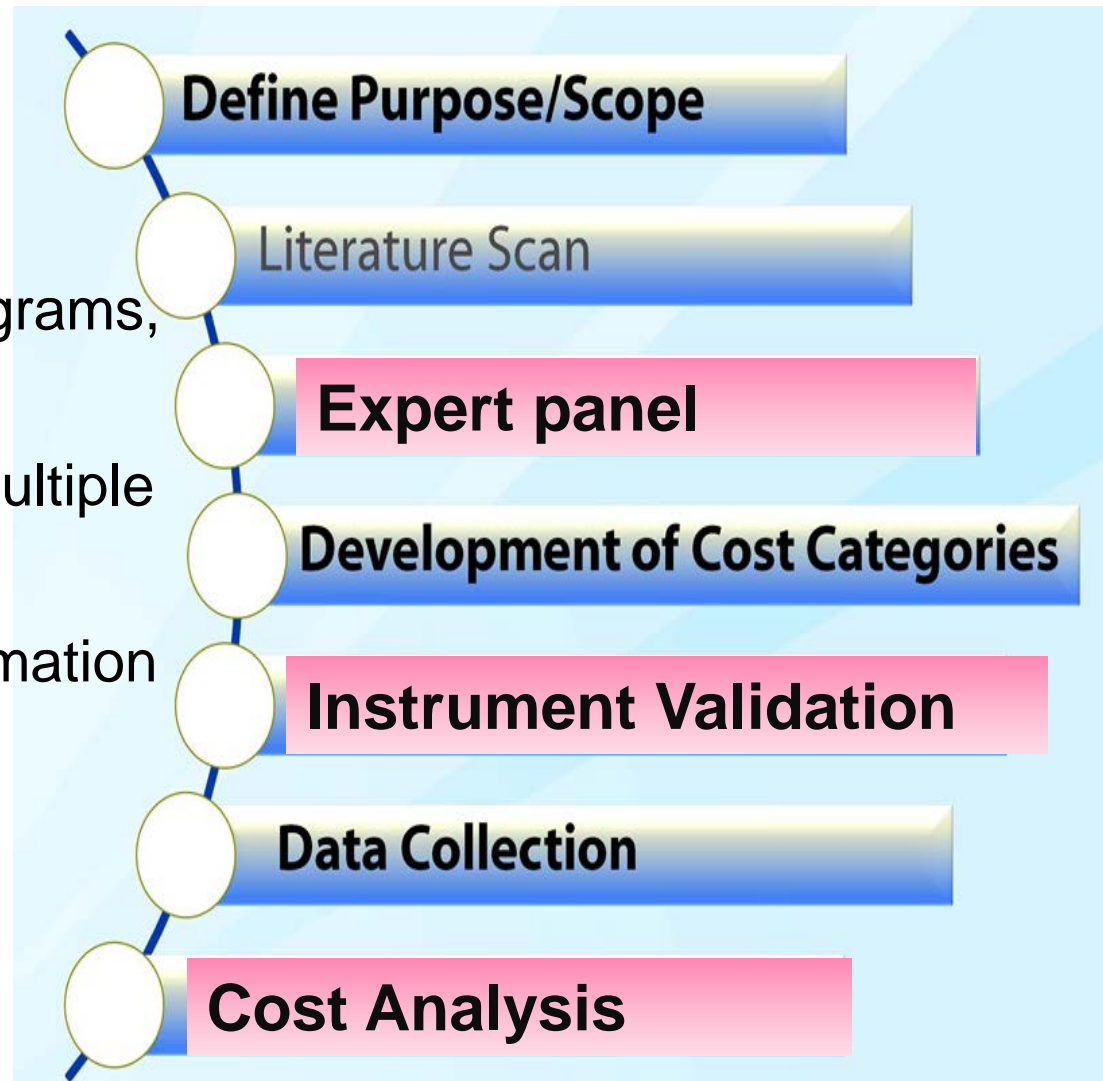 Define Purpose/Scope
Literature Scan
grams,
Expert panel
ultiple
Development of Cost Categories
mation
Instrument Validation
Data Collection
Cost Analysis